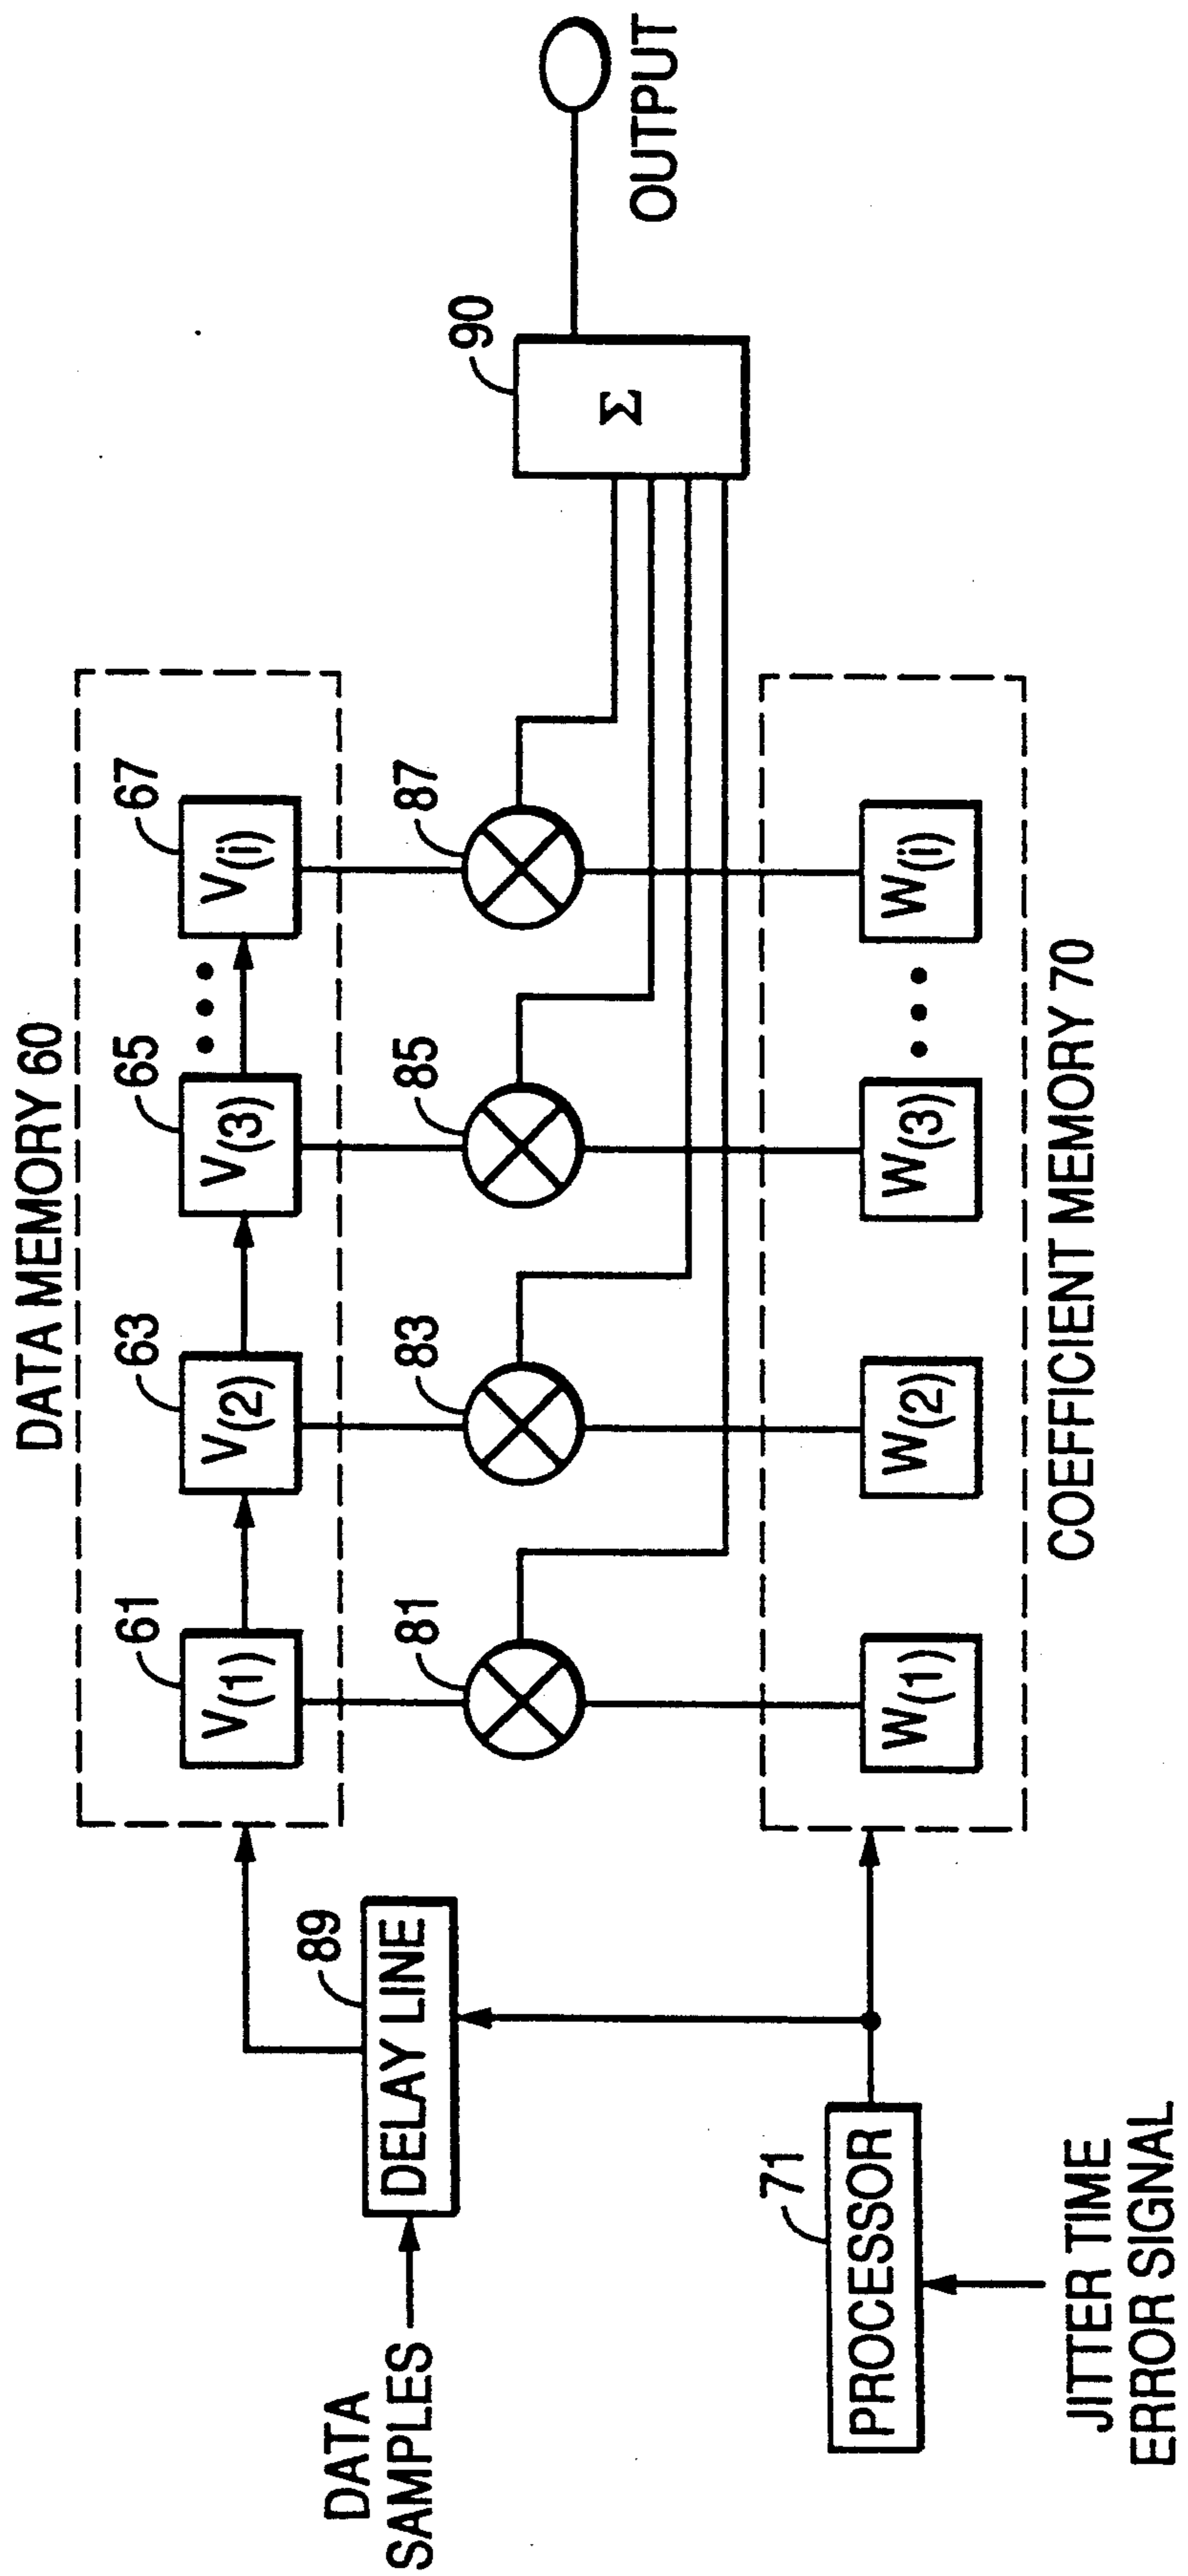 DATA MEMORY 60
61
63
65
67
V(1)
V(2)
V(3)
• • •
V(i)
81
83
85
87
90
Σ
OUTPUT
89
DELAY LINE
DATA
SAMPLES
71
PROCESSOR
JITTER TIME
ERROR SIGNAL
W(1)
W(2)
W(3)
• • •
W(i)
COEFFICIENT MEMORY 70